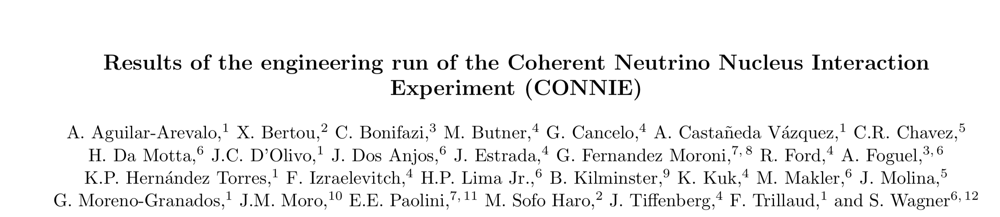 Results of the engineering run of the Coherent Neutrino Nucleus Interaction
Experiment (CONNIE)
A. Aguilar-Arevalo,¹ X. Bertou,² C. Bonifazi,³ M. Butner,⁴ G. Cancelo,⁴ A. Castañeda Vázquez,¹ C.R. Chavez,⁵
H. Da Motta,⁶ J.C. D'Olivo,¹ J. Dos Anjos,⁶ J. Estrada,⁴ G. Fernandez Moroni,⁷,⁸ R. Ford,⁴ A. Foguel,³,⁶
K.P. Hernández Torres,¹ F. Izraelevitch,⁴ H.P. Lima Jr.,⁶ B. Kilminster,⁹ K. Kuk,⁴ M. Makler,⁶ J. Molina,⁵
G. Moreno-Granados,¹ J.M. Moro,¹⁰ E.E. Paolini,⁷,¹¹ M. Sofo Haro,² J. Tiffenberg,⁴ F. Trillaud,¹ and S. Wagner⁶,¹²